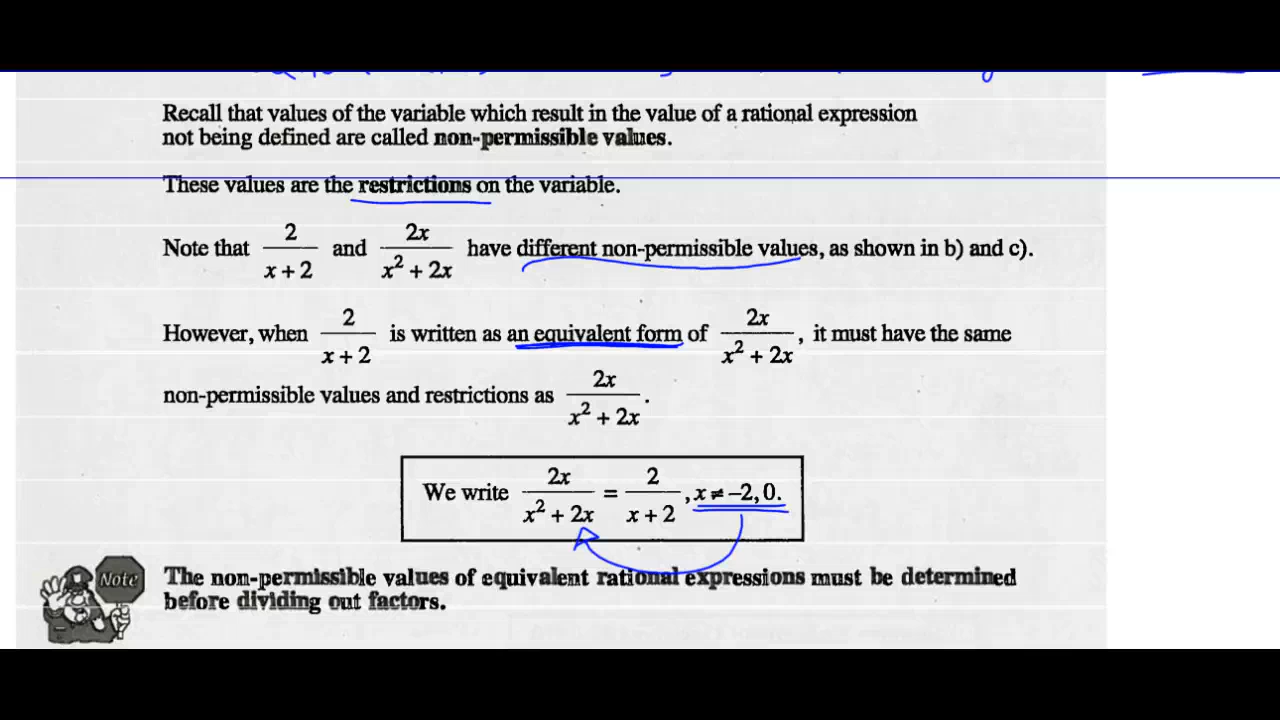 Recall that values of the variable which result in the value of a rational expression
not being defined are called non-permissible values.
These values are the restrictions on the variable.
Note that 2/(x + 2) and 2x/(x² + 2x) have different non-permissible values, as shown in b) and c).
However, when 2/(x + 2) is written as an equivalent form of 2x/(x² + 2x), it must have the same
non-permissible values and restrictions as 2x/(x² + 2x).
We write 2x/(x² + 2x) = 2/(x + 2), x ≠ –2, 0.
Note
The non-permissible values of equivalent rational expressions must be determined
before dividing out factors.